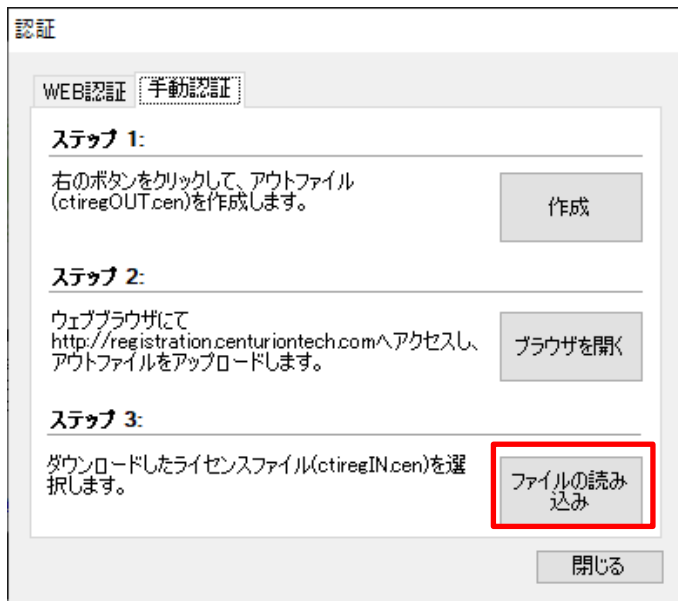 認証
WEB認証 手動認証
ステップ 1:
右のボタンをクリックして、アウトファイル
(ctiregOUT.cen)を作成します。
作成
ステップ 2:
ウェブブラウザにて
http://registration.centuriontech.comへアクセスし、
アウトファイルをアップロードします。
ブラウザを開く
ステップ 3:
ダウンロードしたライセンスファイル(ctiregIN.cen)を選
択します。
ファイルの読み
込み
閉じる